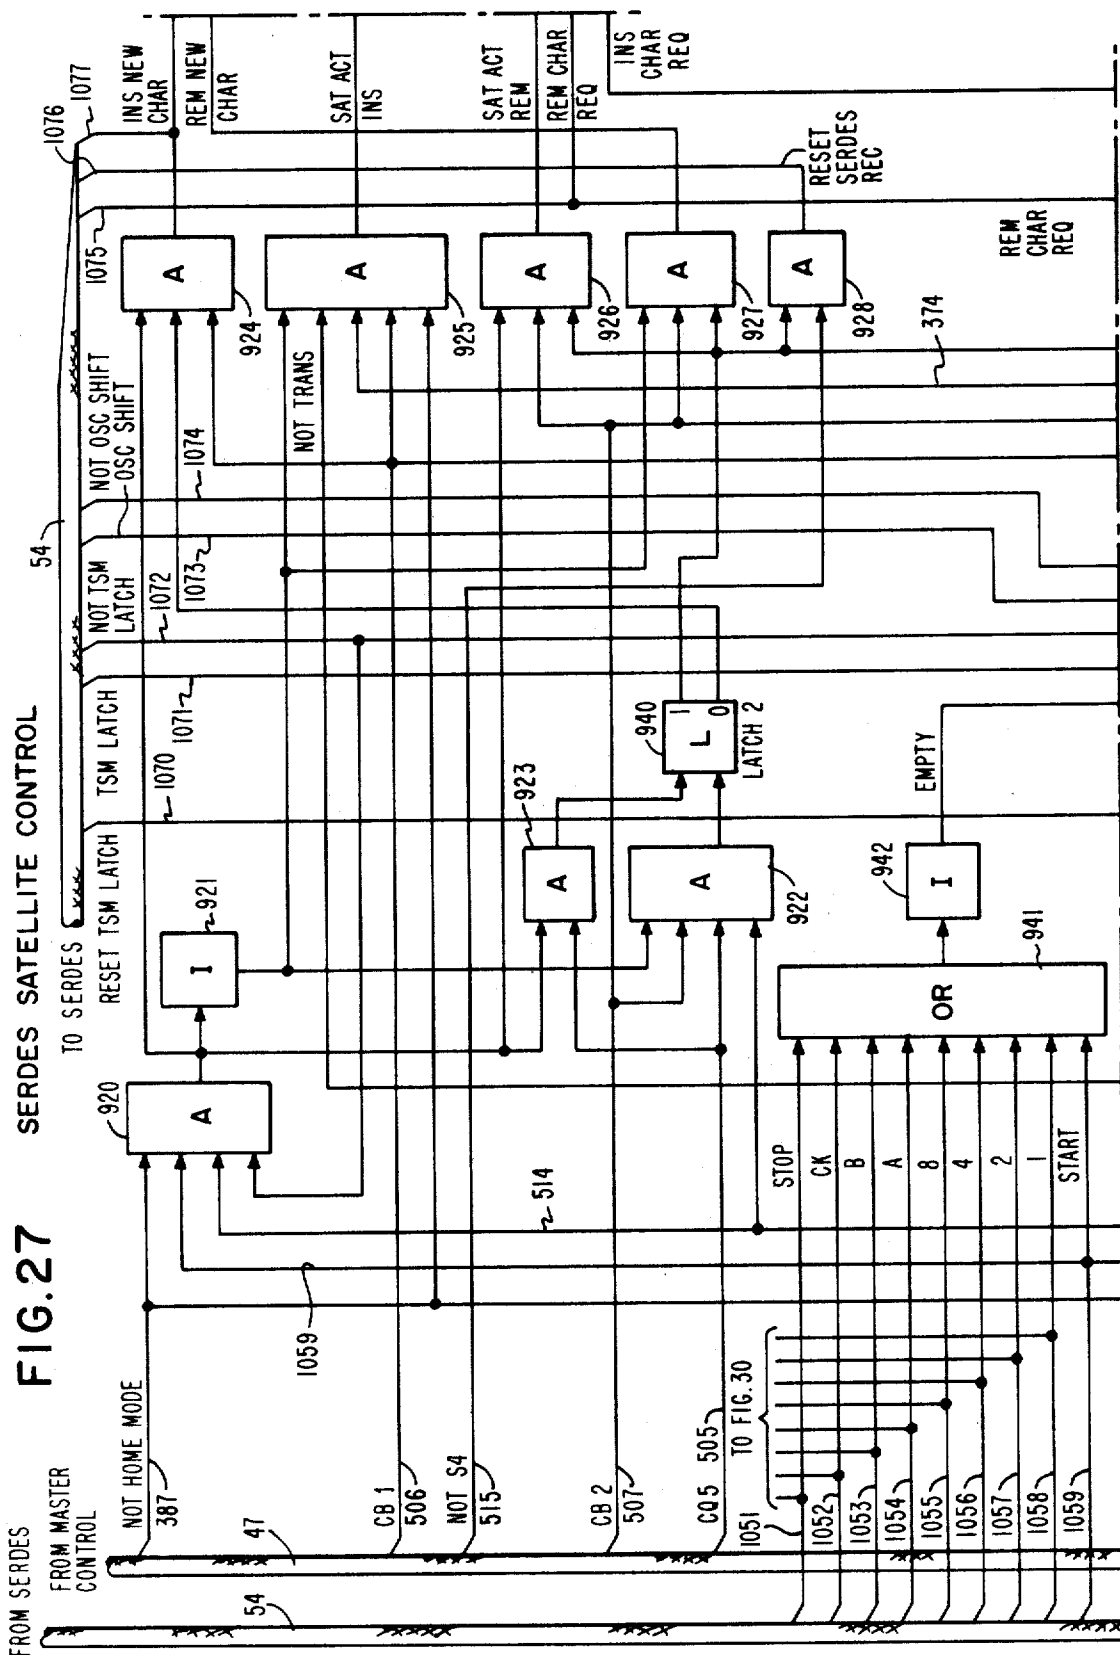 FIG.27
SERDES SATELLITE CONTROL
FROM SERDES
FROM MASTER
CONTROL
TO SERDES
54
54
47
RESET TSM LATCH
1070
TSM LATCH
1071
NOT TSM
LATCH
1072
1073
NOT OSC SHIFT
OSC SHIFT
1074
1075
1076
1077
NOT HOME MODE
387
CB 1
506
NOT S4
515
CB 2
507
CQ5
505
1059
514
A
920
I
921
A
922
A
923
L
1
0
940
LATCH 2
A
924
A
925
A
926
A
927
A
928
NOT TRANS
374
INS NEW
CHAR
REM NEW
CHAR
SAT ACT
INS
SAT ACT
REM
REM CHAR
REQ
INS
CHAR
REQ
RESET
SERDES
REC
REM
CHAR
REQ
TO FIG.30
1051
1052
1053
1054
1055
1056
1057
1058
1059
STOP
CK
B
A
8
4
2
1
START
OR
941
I
942
EMPTY